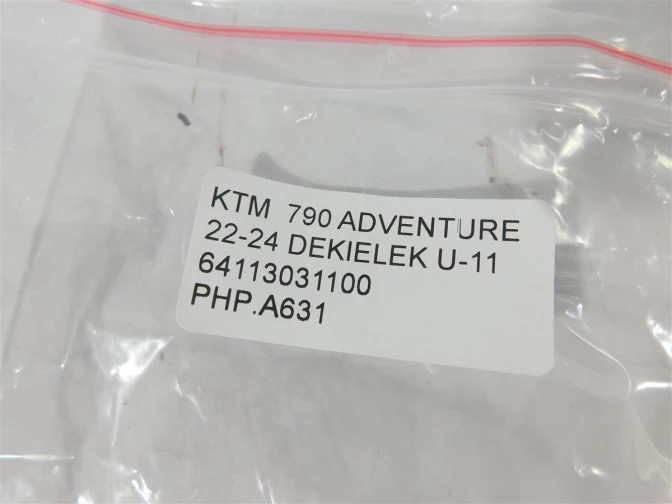 KTM 790 ADVENTURE
22-24 DEKIELEK U-11
64113031100
PHP.A631